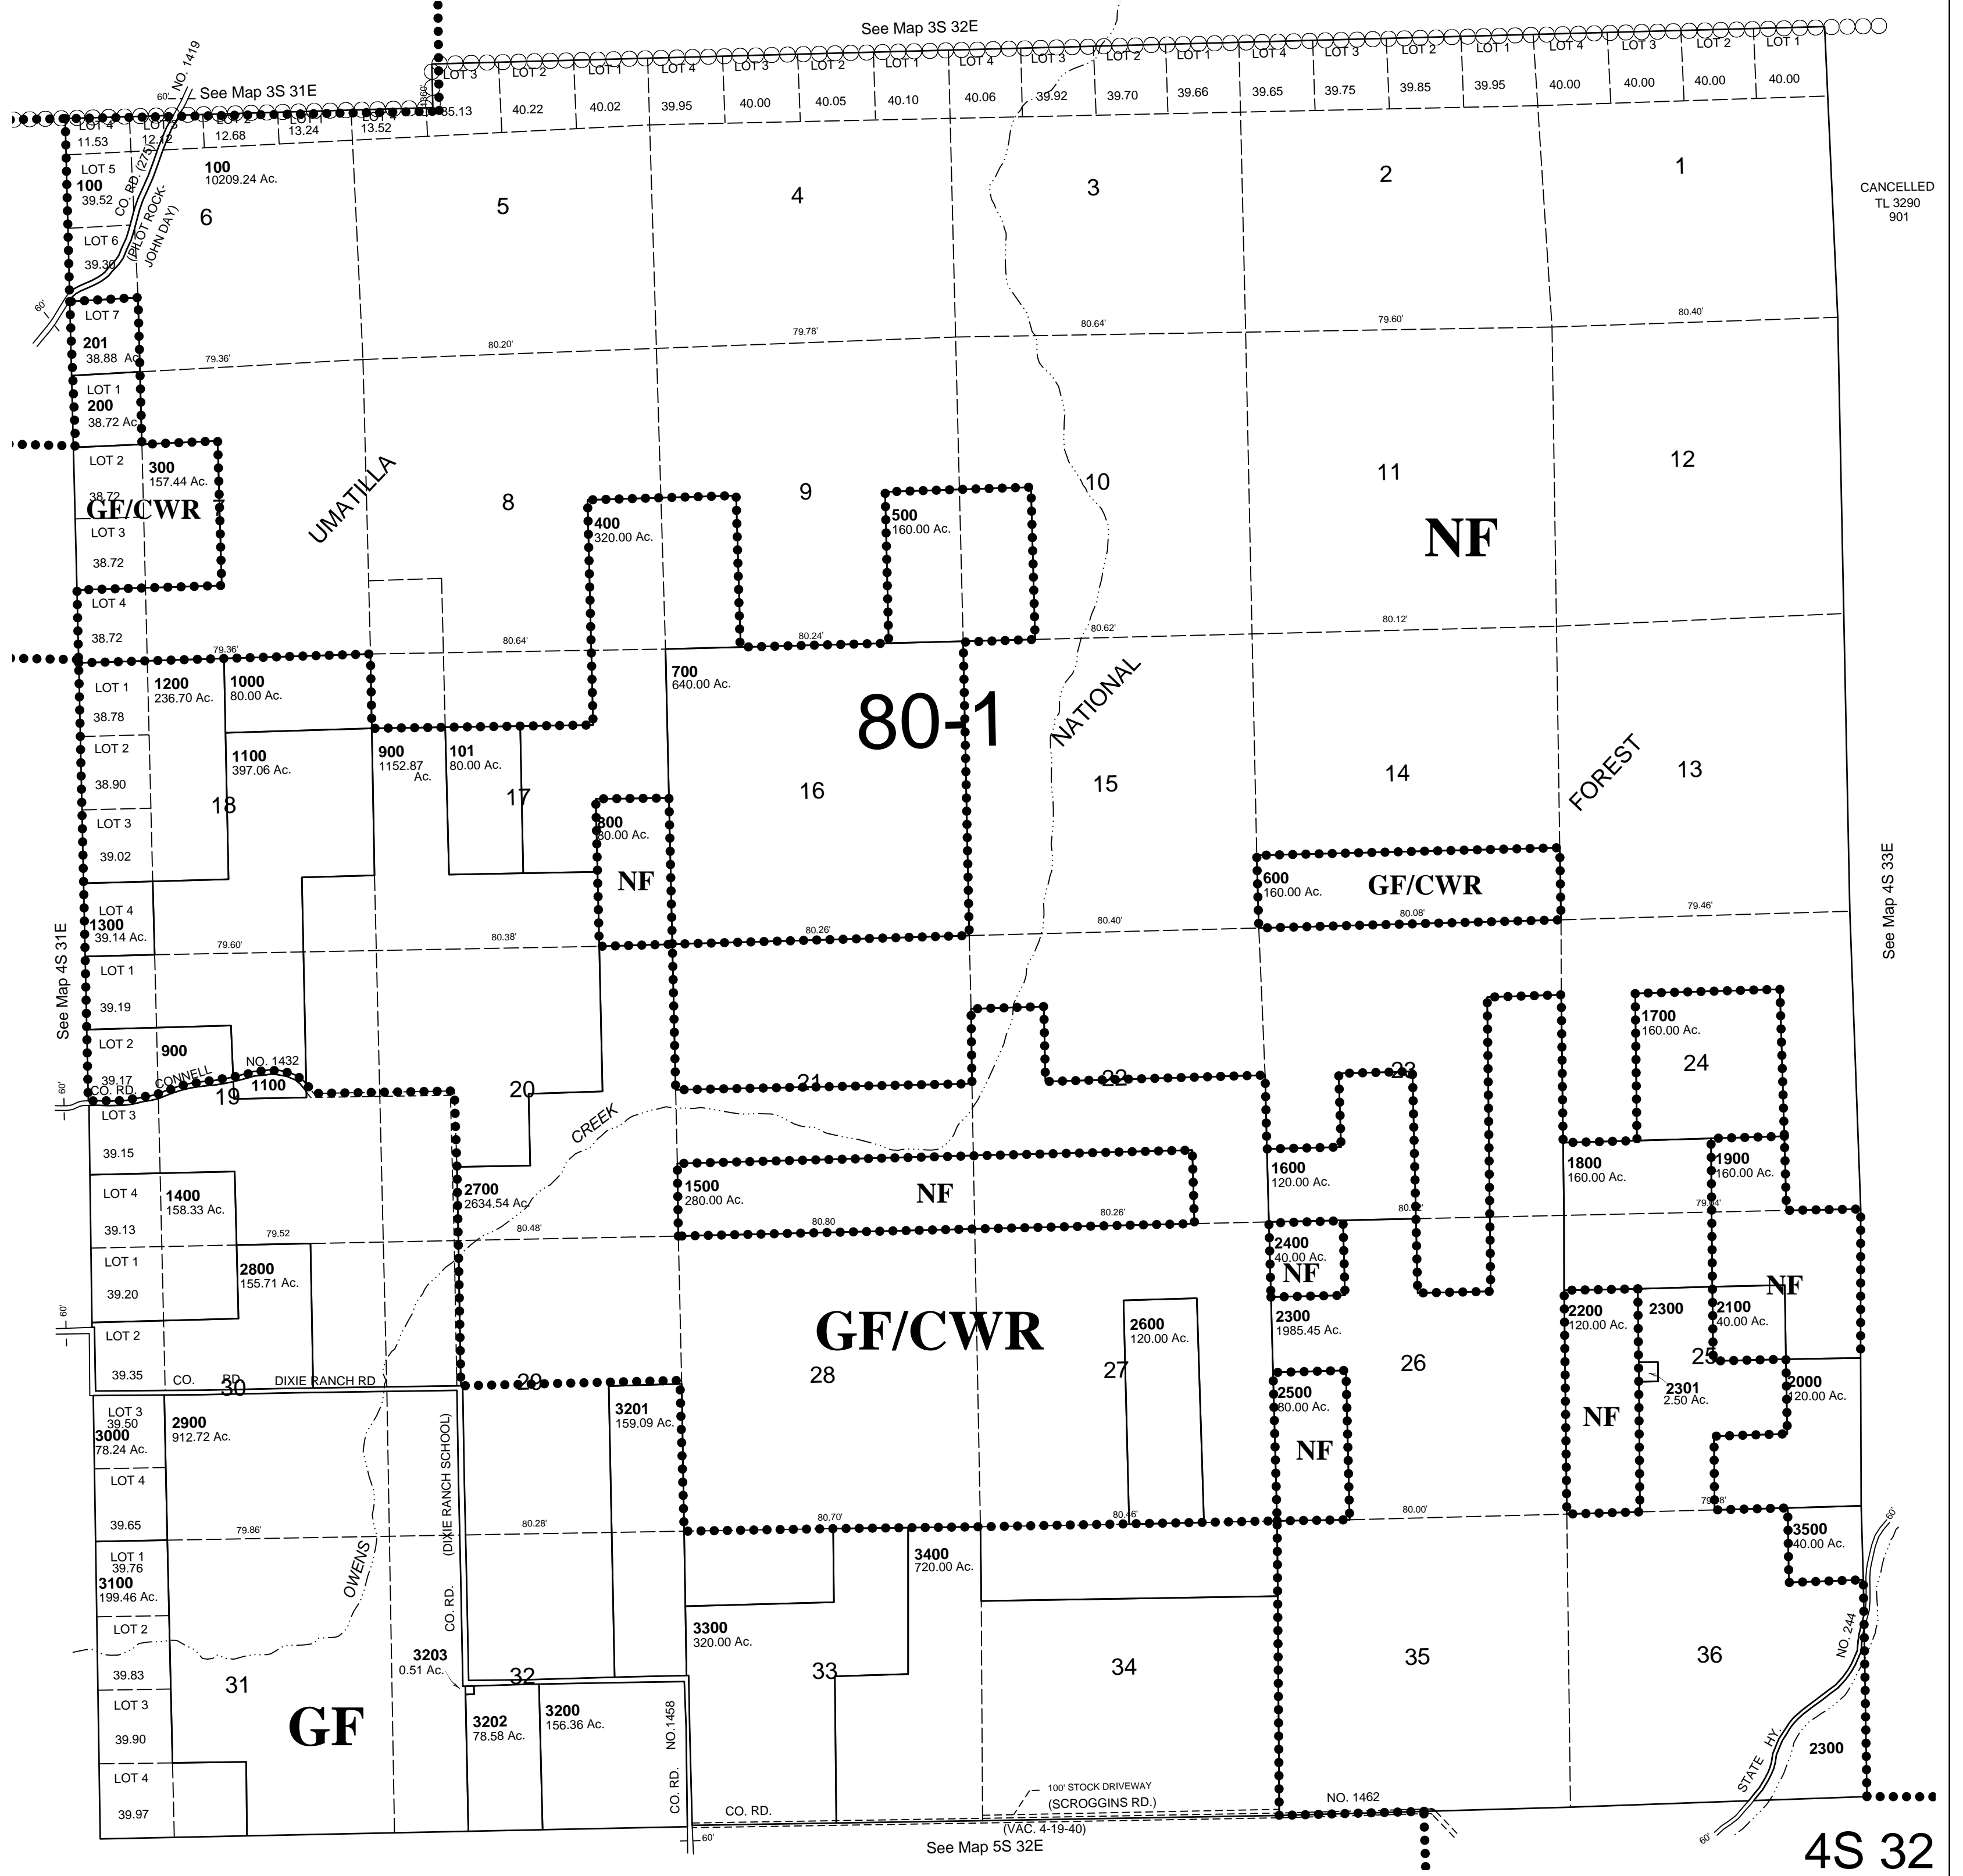 See Map 3S 32E
NO. 1419
60'
See Map 3S 31E
LOT 3
LOT 2
LOT 1
LOT 4
LOT 3
LOT 2
LOT 1
LOT 4
LOT 3
LOT 2
LOT 1
LOT 4
LOT 3
LOT 2
LOT 1
LOT 4
LOT 3
LOT 2
LOT 1
35.13
40.22
40.02
39.95
40.00
40.05
40.10
40.06
39.92
39.70
39.66
39.65
39.75
39.85
39.95
40.00
40.00
40.00
40.00
LOT 4
LOT 3
LOT 2
LOT 1
11.53
12.12
12.68
13.24
13.52
LOT 5
100
39.52
CO. RD. (275)
(PILOT ROCK-
JOHN DAY)
100
10209.24 Ac.
6
5
4
3
2
1
CANCELLED
TL 3290
901
LOT 6
39.30
60'
LOT 7
201
38.88 Ac
79.36'
80.20'
79.78'
80.64'
79.60'
80.40'
LOT 1
200
38.72 Ac.
LOT 2
38.72
300
157.44 Ac.
GF/CWR
7
LOT 3
38.72
UMATILLA
8
9
10
11
12
400
320.00 Ac.
500
160.00 Ac.
NF
LOT 4
38.72
79.36'
80.64'
80.24'
80.62'
80.12'
LOT 1
38.78
1200
236.70 Ac.
1000
80.00 Ac.
700
640.00 Ac.
80-1
NATIONAL
FOREST
LOT 2
38.90
1100
397.06 Ac.
900
1152.87
Ac.
101
80.00 Ac.
18
17
16
15
14
13
LOT 3
39.02
800
80.00 Ac.
NF
600
160.00 Ac.
GF/CWR
See Map 4S 33E
LOT 4
1300
39.14 Ac.
79.60'
80.38'
80.26'
80.40'
80.08'
79.46'
See Map 4S 31E
LOT 1
39.19
LOT 2
39.17
900
NO. 1432
CO. RD.
CONNELL
1100
60'
19
20
21
22
23
24
1700
160.00 Ac.
LOT 3
39.15
CREEK
LOT 4
39.13
1400
158.33 Ac.
2700
2634.54 Ac.
1500
280.00 Ac.
NF
1600
120.00 Ac.
1800
160.00 Ac.
1900
160.00 Ac.
79.52
80.48'
80.80
80.26'
LOT 1
39.20
2800
155.71 Ac.
2400
40.00 Ac.
NF
NF
60'
LOT 2
39.35
GF/CWR
2600
120.00 Ac.
2300
1985.45 Ac.
2200
120.00 Ac.
2300
2100
40.00 Ac.
CO.
RD.
DIXIE RANCH RD
30
29
28
27
26
25
LOT 3
39.50
3000
78.24 Ac.
2900
912.72 Ac.
3201
159.09 Ac.
2500
80.00 Ac.
NF
NF
2301
2.50 Ac.
2000
120.00 Ac.
LOT 4
39.65
(DIXIE RANCH SCHOOL)
CO. RD.
79.86'
80.28'
80.70'
80.46'
80.00'
LOT 1
39.76
3100
199.46 Ac.
OWENS
3400
720.00 Ac.
3500
40.00 Ac.
60'
LOT 2
39.83
3300
320.00 Ac.
3203
0.51 Ac.
31
32
33
34
35
36
NO. 244
LOT 3
39.90
GF
3202
78.58 Ac.
3200
156.36 Ac.
NO.1458
CO. RD.
STATE HY.
2300
LOT 4
39.97
100' STOCK DRIVEWAY
(SCROGGINS RD.)
CO. RD.
NO. 1462
(VAC. 4-19-40)
60'
See Map 5S 32E
60'
4S 32